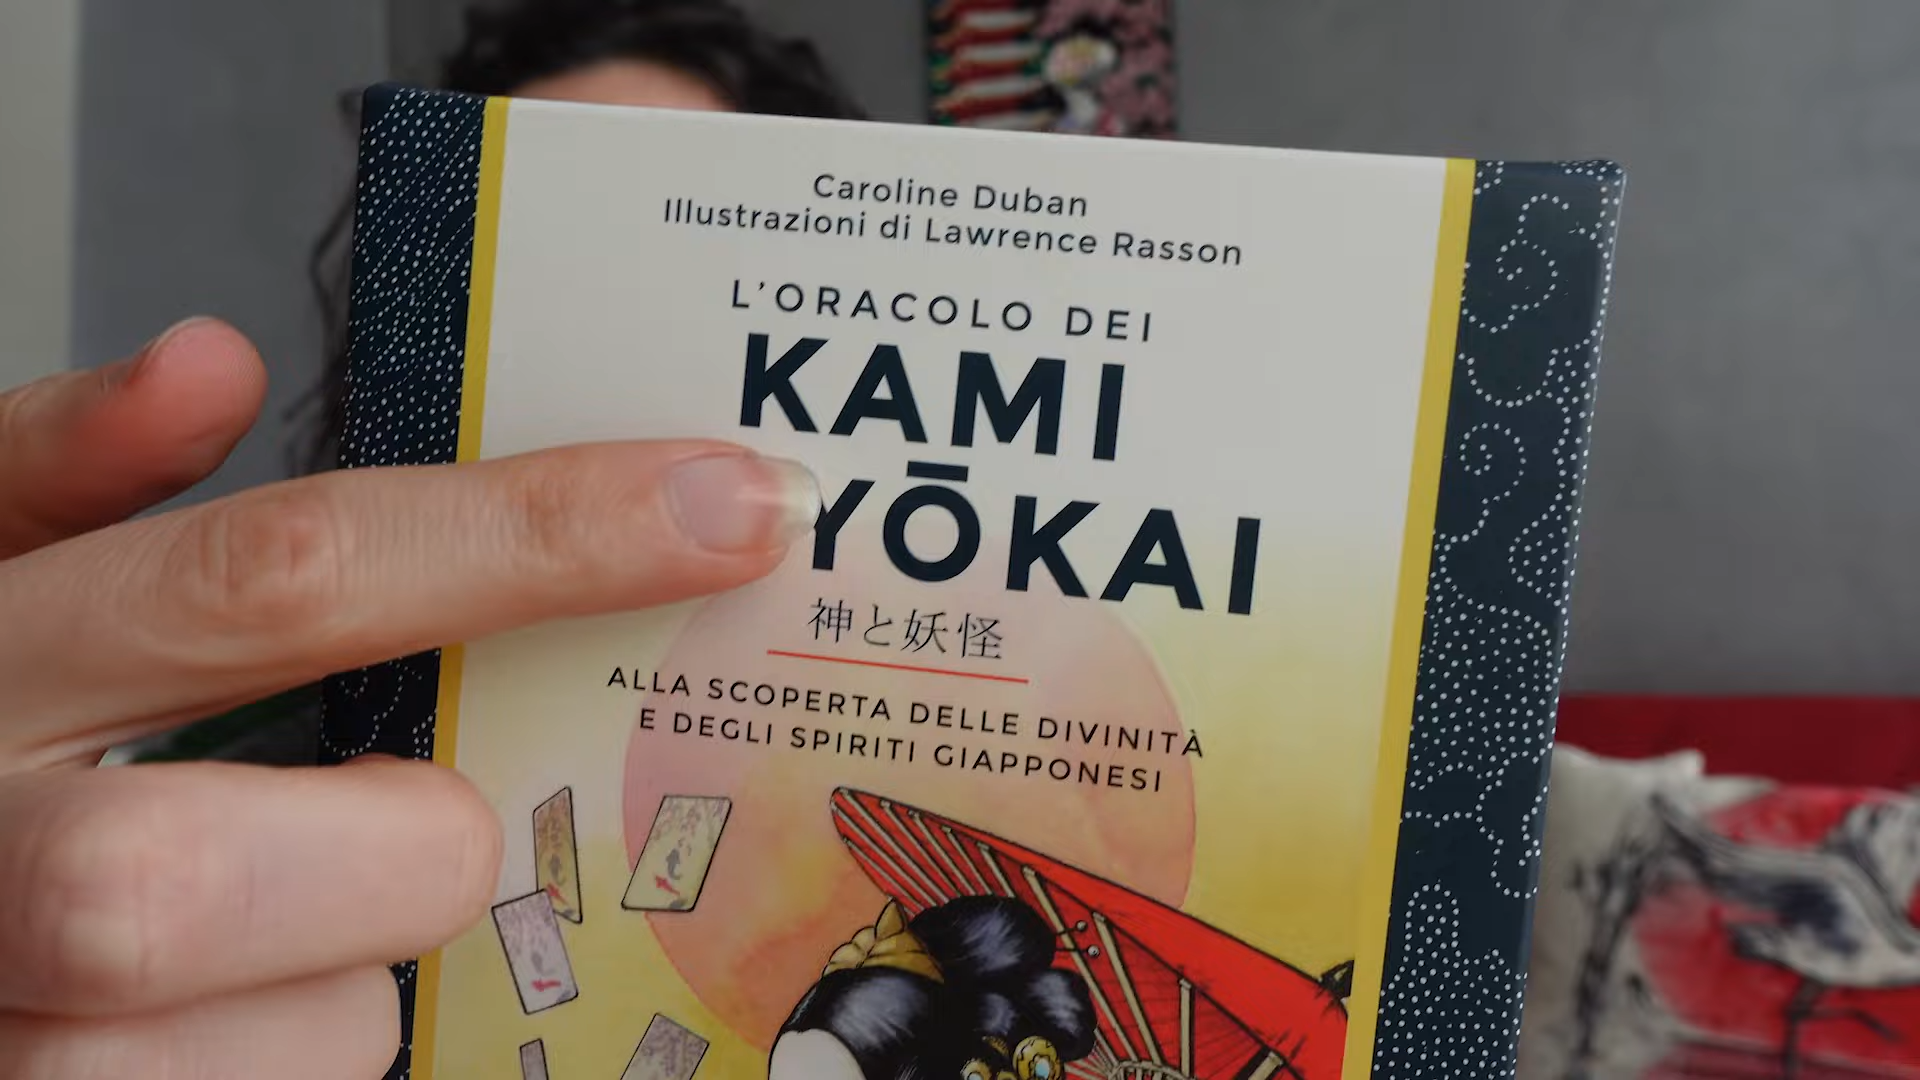 Caroline Duban
Illustrazioni di Lawrence Rasson
L'ORACOLO DEI
KAMI
YŌKAI
神と妖怪
ALLA SCOPERTA DELLE DIVINITÀ
E DEGLI SPIRITI GIAPPONESI